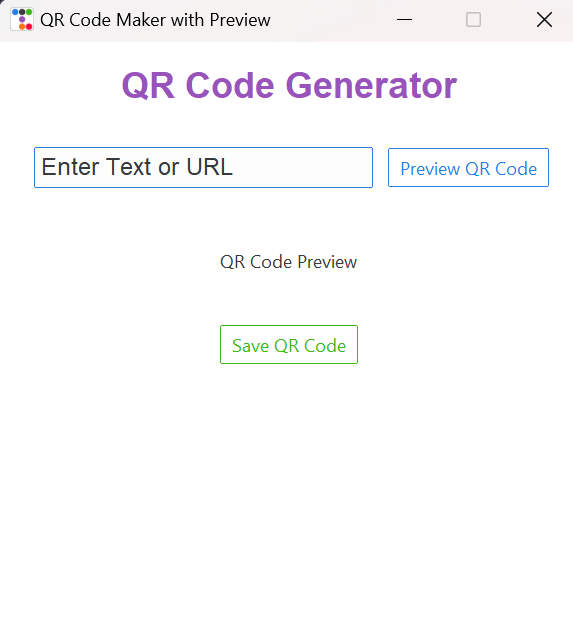 QR Code Maker with Preview
QR Code Generator
Enter Text or URL
Preview QR Code
QR Code Preview
Save QR Code